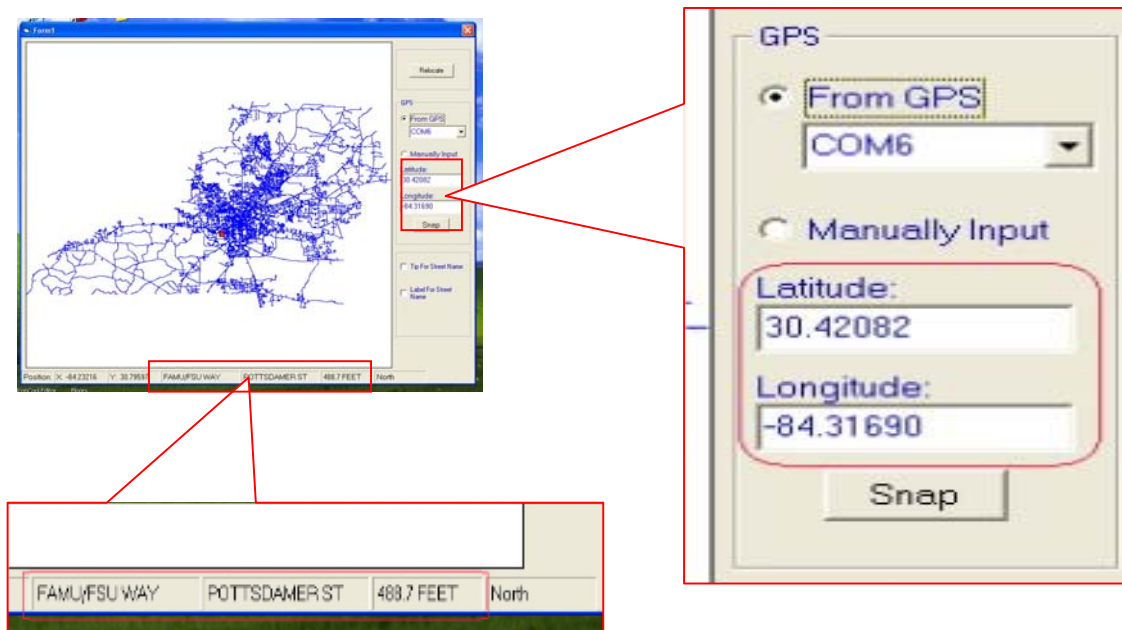 Form1
Relocate
GPS
From GPS
COM6
Manually Input
Latitude:
30.42082
Longitude:
-84.31690
Snap
Tip For Street Name
Label For Street
Name
Position: X: -84.23216 Y: 30.79597 FAMU/FSU WAY POTTSDAMER ST 488.7 FEET North
GPS
From GPS
COM6
Manually Input
Latitude:
30.42082
Longitude:
-84.31690
Snap
FAMU/FSU WAY POTTSDAMER ST 488.7 FEET North